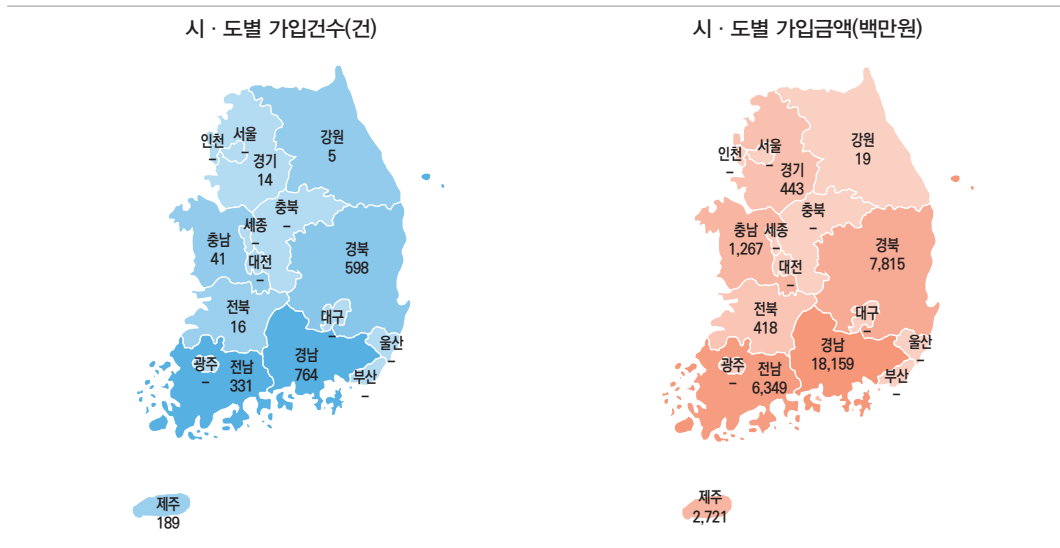 시 · 도별 가입건수(건)
인천
–
서울
–
경기
14
강원
5
충북
–
세종
–
충남
41
대전
–
경북
598
전북
16
대구
–
울산
–
경남
764
부산
–
광주
–
전남
331
제주
189
시 · 도별 가입금액(백만원)
인천
–
서울
–
경기
443
강원
19
충북
–
세종
–
충남
1,267
대전
–
경북
7,815
전북
418
대구
–
울산
–
경남
18,159
부산
–
광주
–
전남
6,349
제주
2,721